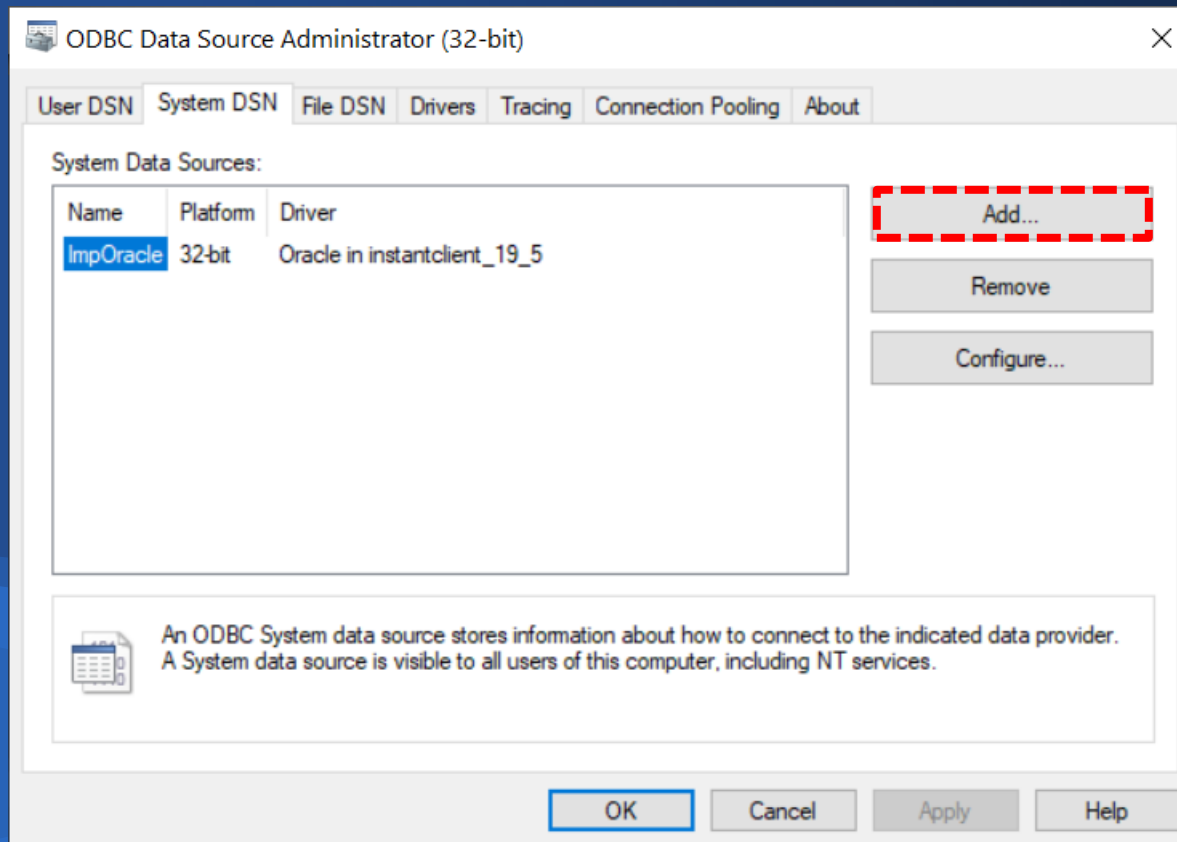 ODBC Data Source Administrator (32-bit)
User DSN System DSN File DSN Drivers Tracing Connection Pooling About
System Data Sources:
Name Platform Driver
ImpOracle 32-bit Oracle in instantclient_19_5
Add...
Remove
Configure...
An ODBC System data source stores information about how to connect to the indicated data provider.
A System data source is visible to all users of this computer, including NT services.
OK Cancel Apply Help